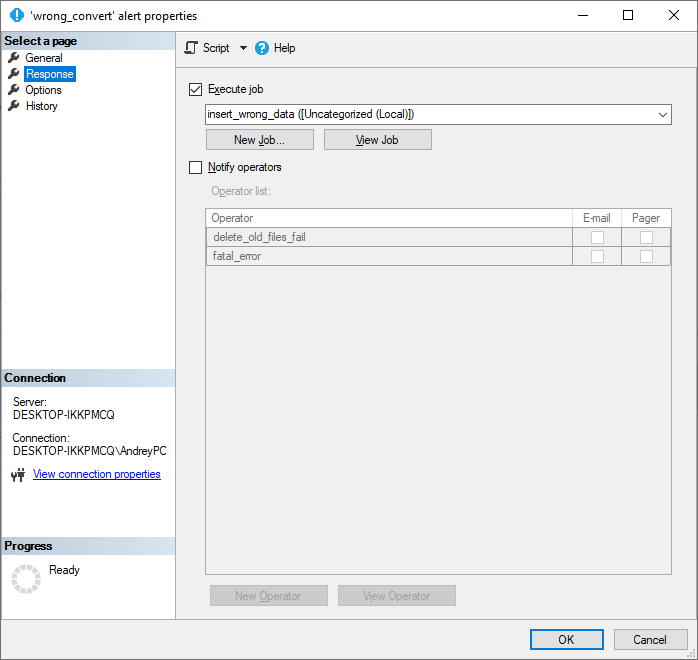 'wrong_convert' alert properties
Select a page
General
Response
Options
History
Script
Help
Execute job
insert_wrong_data ([Uncategorized (Local)])
New Job...
View Job
Notify operators
Operator list:
Operator E-mail Pager
delete_old_files_fail
fatal_error
New Operator
View Operator
Connection
Server:
DESKTOP-IKKPMCQ
Connection:
DESKTOP-IKKPMCQ\AndreyPC
View connection properties
Progress
Ready
OK
Cancel